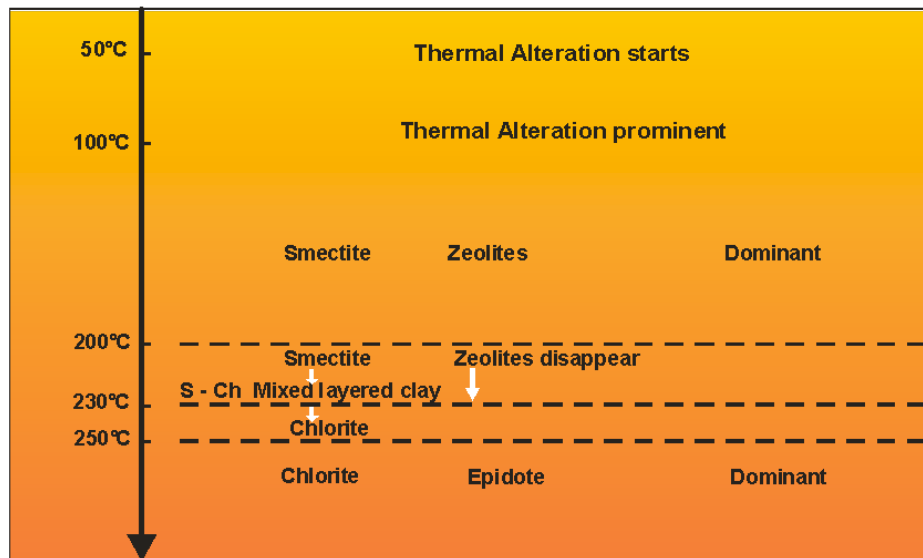 50°C Thermal Alteration starts
Thermal Alteration prominent
100°C
Smectite Zeolites Dominant
200°C
Smectite Zeolites disappear
S - Ch Mixed layered clay
230°C
Chlorite
250°C
Chlorite Epidote Dominant